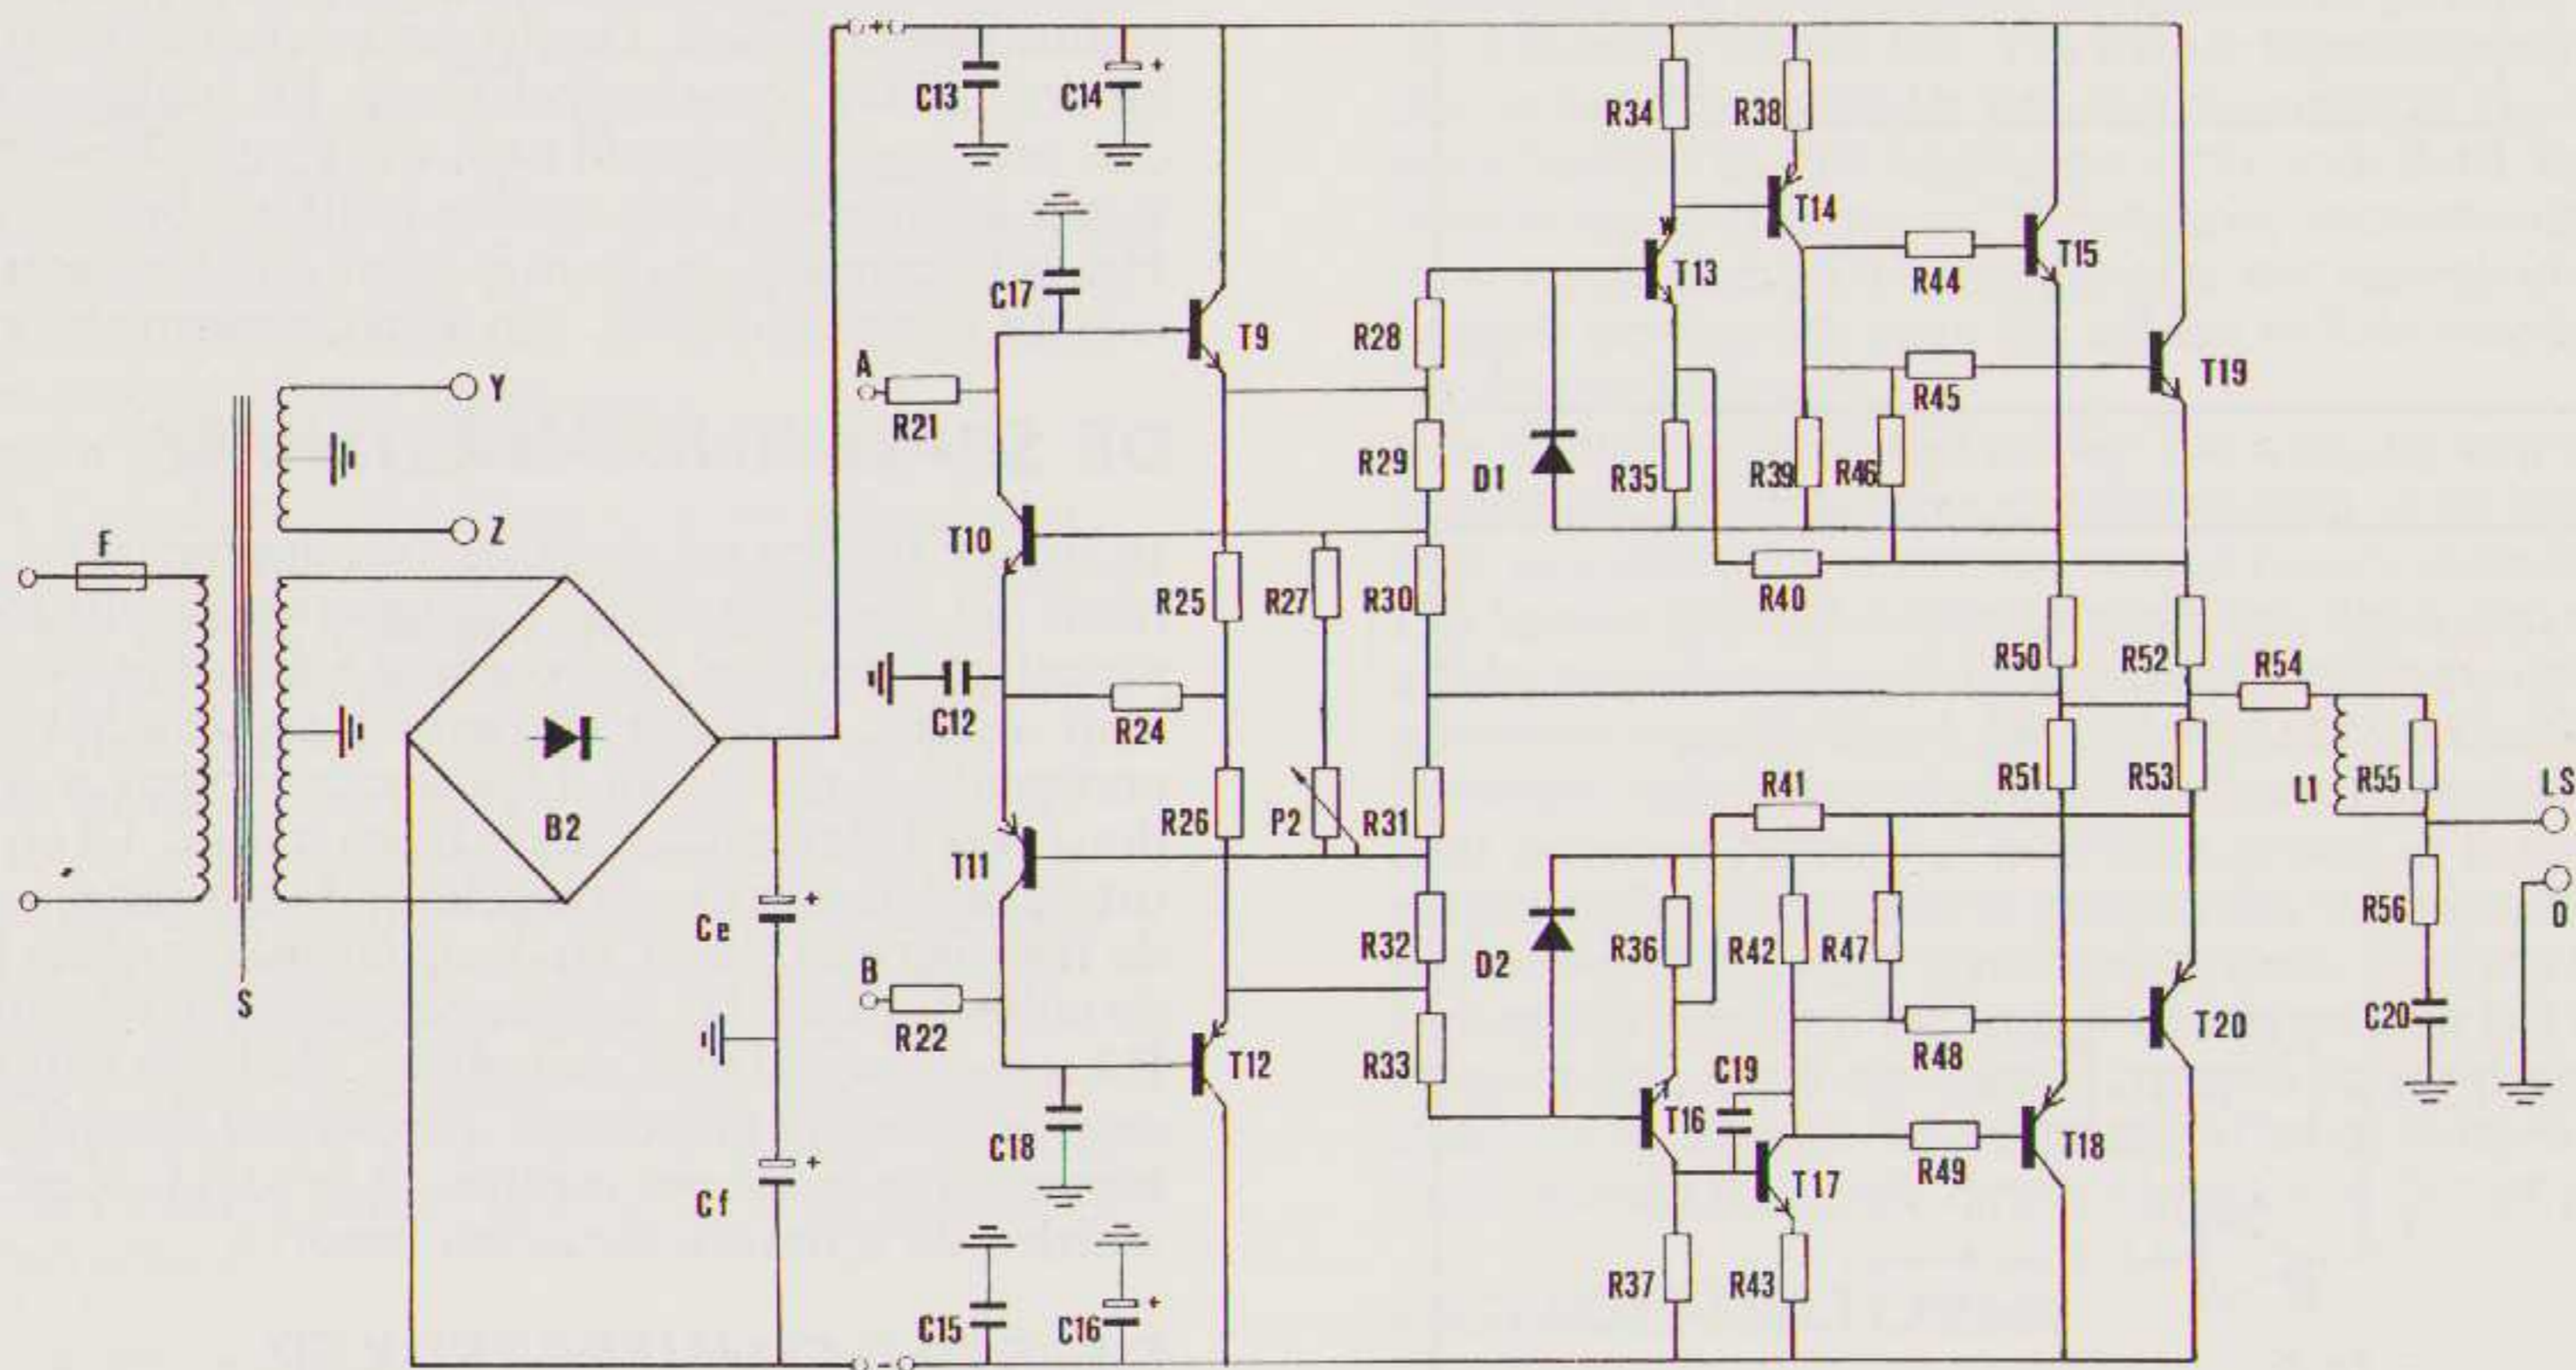 +
C13
C14
+
R34
R38
T14
T13
T15
R44
C17
T9
R28
A
R21
R45
T19
Y
R29
D1
R35
R39
R46
Z
T10
F
R25
R27
R30
R40
R50
R52
R54
C12
R24
R41
R51
R53
L1
R55
LS
B2
R26
P2
R31
T11
+
Ce
R32
D2
R36
R42
R47
R56
0
B
S
R22
R48
T20
C20
T12
R33
C19
T16
C18
R49
T18
+
Cf
T17
R37
R43
C15
C16
+
-